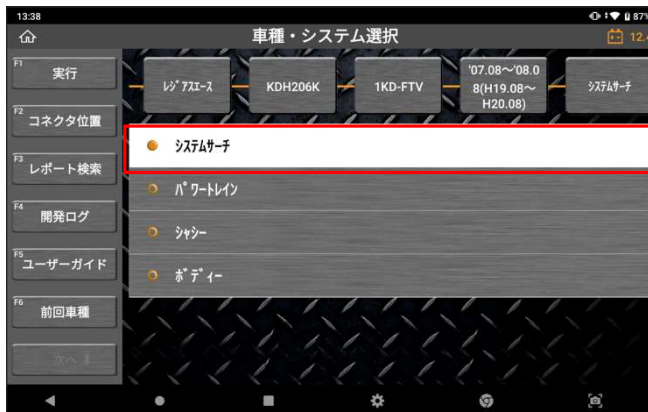 13:38
87%
車種・システム選択
12.4
F1
実行
ﾚｼﾞｱｴｰｽ
KDH206K
1KD-FTV
'07.08～'08.0
8(H19.08～
H20.08)
ｼｽﾃﾑｻｰﾁ
F2
コネクタ位置
ｼｽﾃﾑｻｰﾁ
F3
レポート検索
ﾊﾟﾜｰﾄﾚｲﾝ
F4
開発ログ
ｼｬｼｰ
F5
ユーザーガイド
ﾎﾞﾃﾞｨｰ
F6
前回車種
次へ